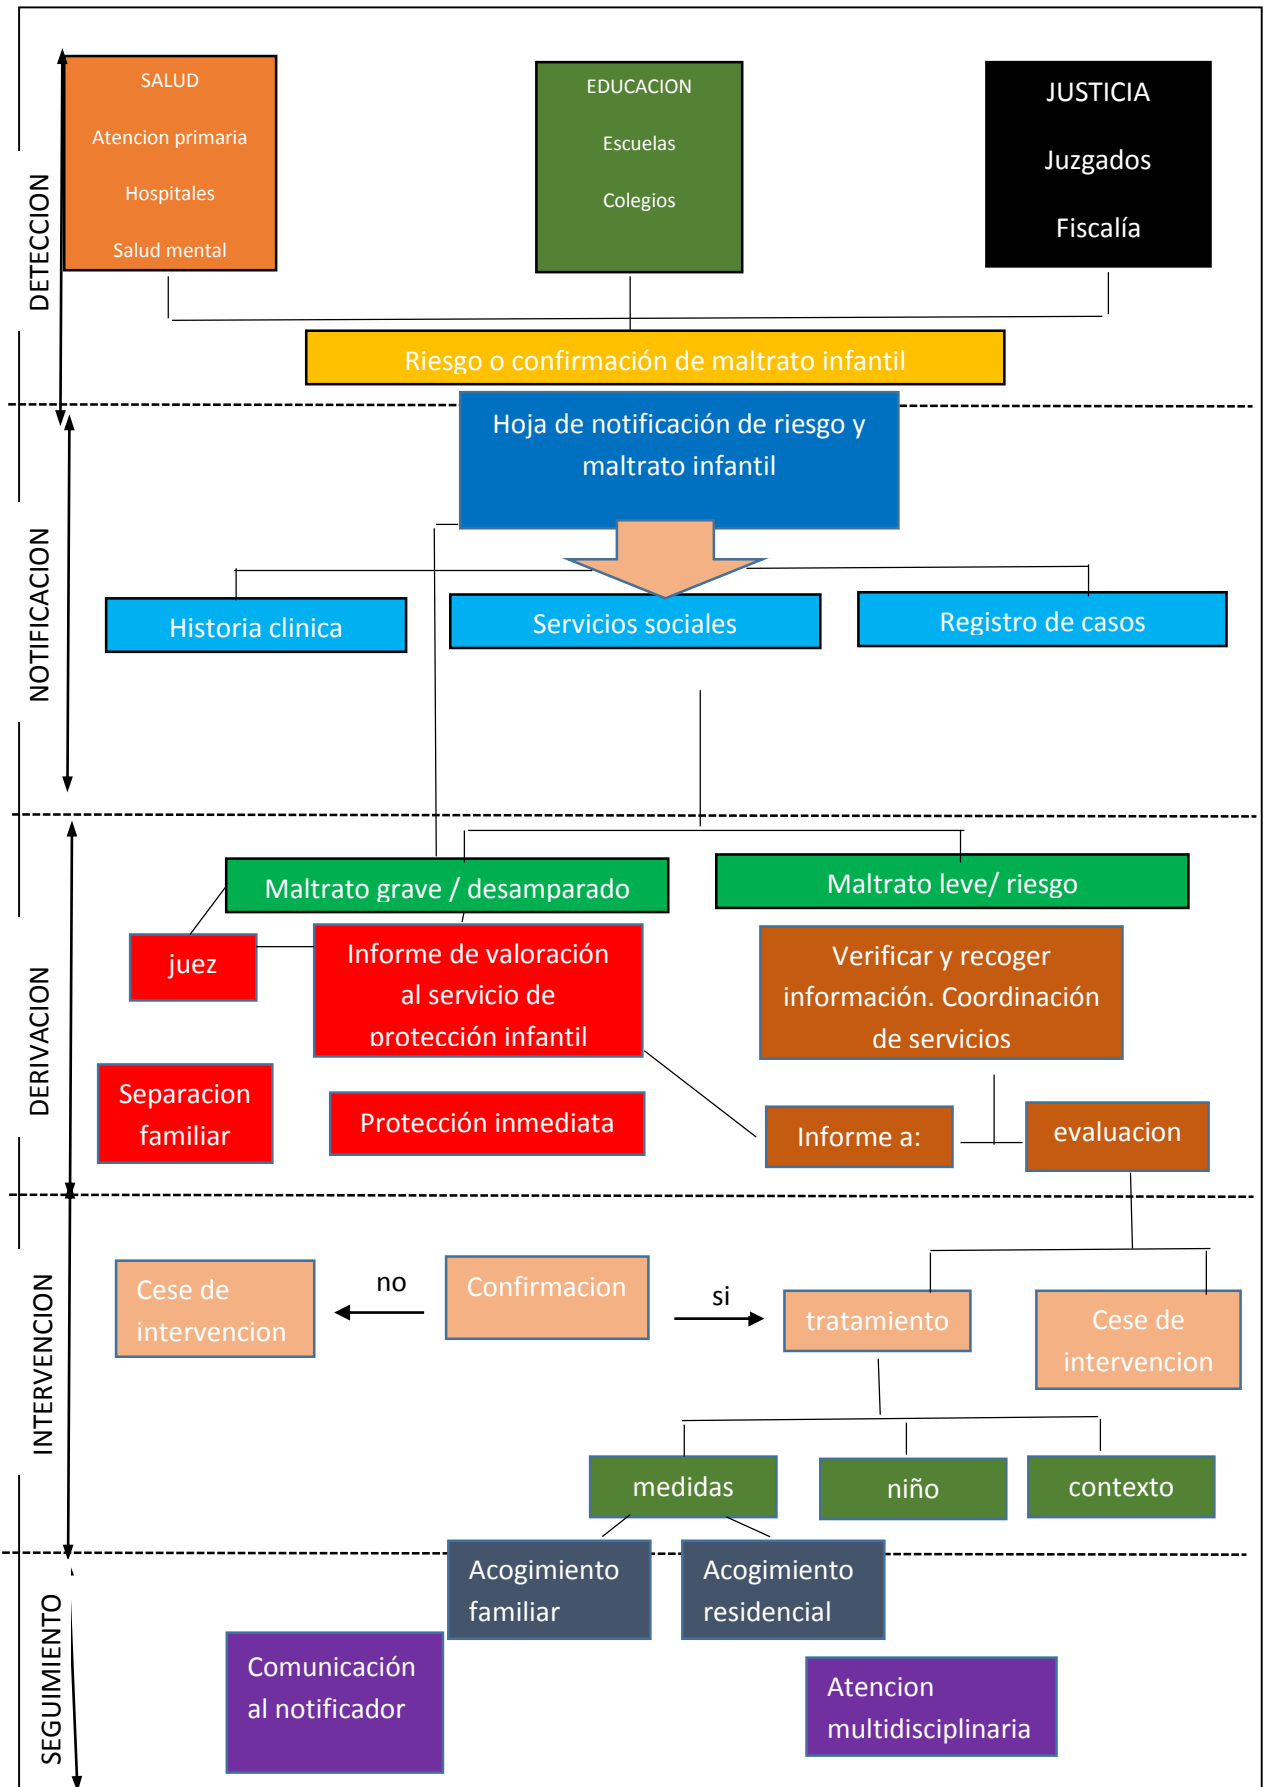 DETECCION
SALUD
Atencion primaria
Hospitales
Salud mental
EDUCACION
Escuelas
Colegios
JUSTICIA
Juzgados
Fiscalía
Riesgo o confirmación de maltrato infantil
NOTIFICACION
Hoja de notificación de riesgo y
maltrato infantil
Historia clinica
Servicios sociales
Registro de casos
DERIVACION
Maltrato grave / desamparado
Maltrato leve/ riesgo
juez
Informe de valoración
al servicio de
protección infantil
Verificar y recoger
información. Coordinación
de servicios
Separacion
familiar
Protección inmediata
Informe a:
evaluacion
INTERVENCION
Cese de
intervencion
no
Confirmacion
si
tratamiento
Cese de
intervencion
medidas
niño
contexto
SEGUIMIENTO
Acogimiento
familiar
Acogimiento
residencial
Comunicación
al notificador
Atencion
multidisciplinaria